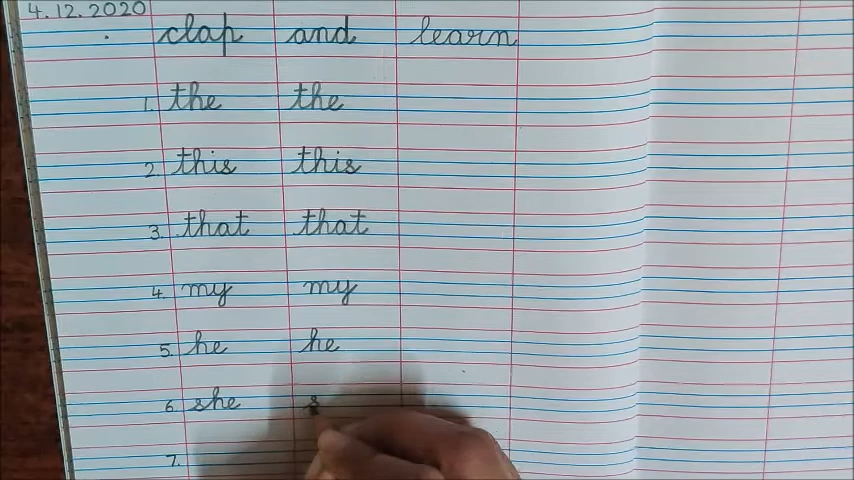 4.12.2020
clap and learn
1. the the
2. this this
3. that that
4. my my
5. he he
6. she s
7.